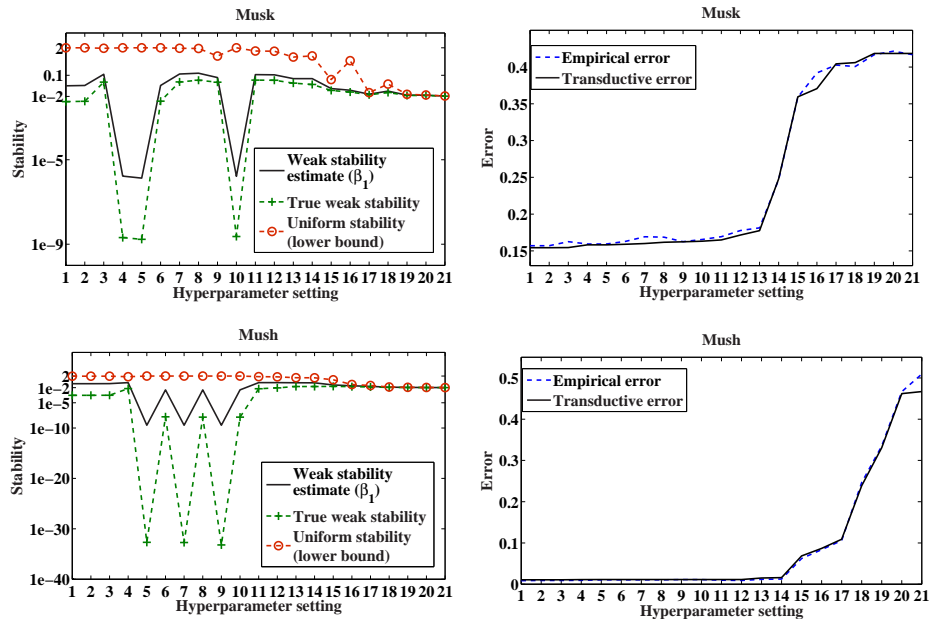 Musk
Stability
2
0.1
1e−2
1e−5
1e−9
Weak stability
estimate (β1)
True weak stability
Uniform stability
(lower bound)
1 2 3 4 5 6 7 8 9 10 11 12 13 14 15 16 17 18 19 20 21
Hyperparameter setting
Musk
Error
0.4
0.35
0.3
0.25
0.2
0.15
Empirical error
Transductive error
1 2 3 4 5 6 7 8 9 10 11 12 13 14 15 16 17 18 19 20 21
Hyperparameter setting
Mush
Stability
2
1e−2
1e−5
1e−10
1e−20
1e−30
1e−40
Weak stability
estimate (β1)
True weak stability
Uniform stability
(lower bound)
1 2 3 4 5 6 7 8 9 10 11 12 13 14 15 16 17 18 19 20 21
Hyperparameter setting
Mush
Error
0.5
0.4
0.3
0.2
0.1
0
Empirical error
Transductive error
1 2 3 4 5 6 7 8 9 10 11 12 13 14 15 16 17 18 19 20 21
Hyperparameter setting